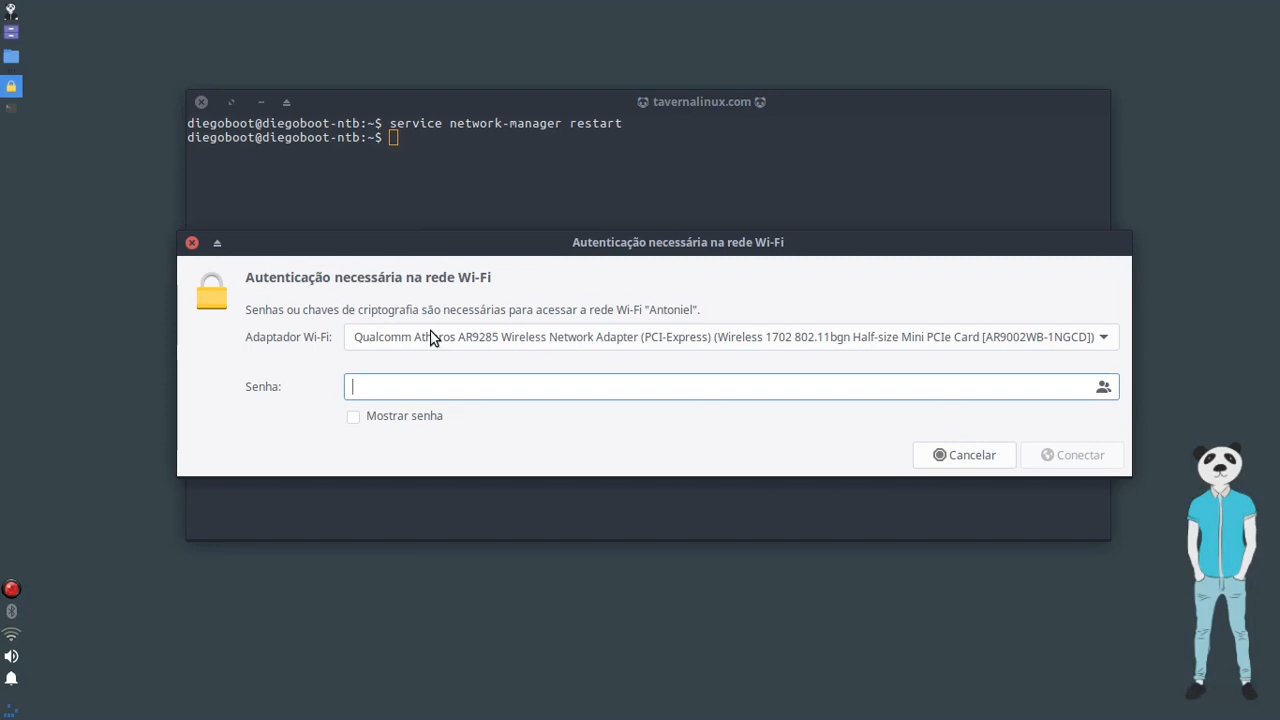 tavernalinux.com
diegoboot@diegoboot-ntb:~$ service network-manager restart
diegoboot@diegoboot-ntb:~$
Autenticação necessária na rede Wi-Fi
Autenticação necessária na rede Wi-Fi
Senhas ou chaves de criptografia são necessárias para acessar a rede Wi-Fi "Antoniel".
Adaptador Wi-Fi: Qualcomm Atheros AR9285 Wireless Network Adapter (PCI-Express) (Wireless 1702 802.11bgn Half-size Mini PCIe Card [AR9002WB-1NGCD])
Senha:
Mostrar senha
Cancelar Conectar